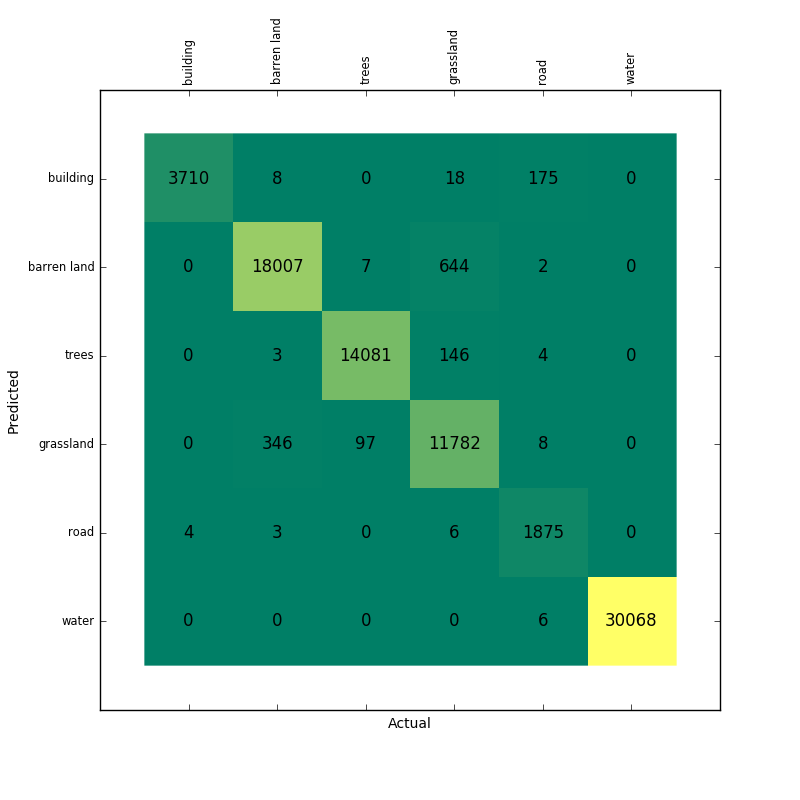 building barren land trees grassland road water
building 3710 8 0 18 175 0
barren land 0 18007 7 644 2 0
trees 0 3 14081 146 4 0
grassland 0 346 97 11782 8 0
road 4 3 0 6 1875 0
water 0 0 0 0 6 30068
Predicted
Actual